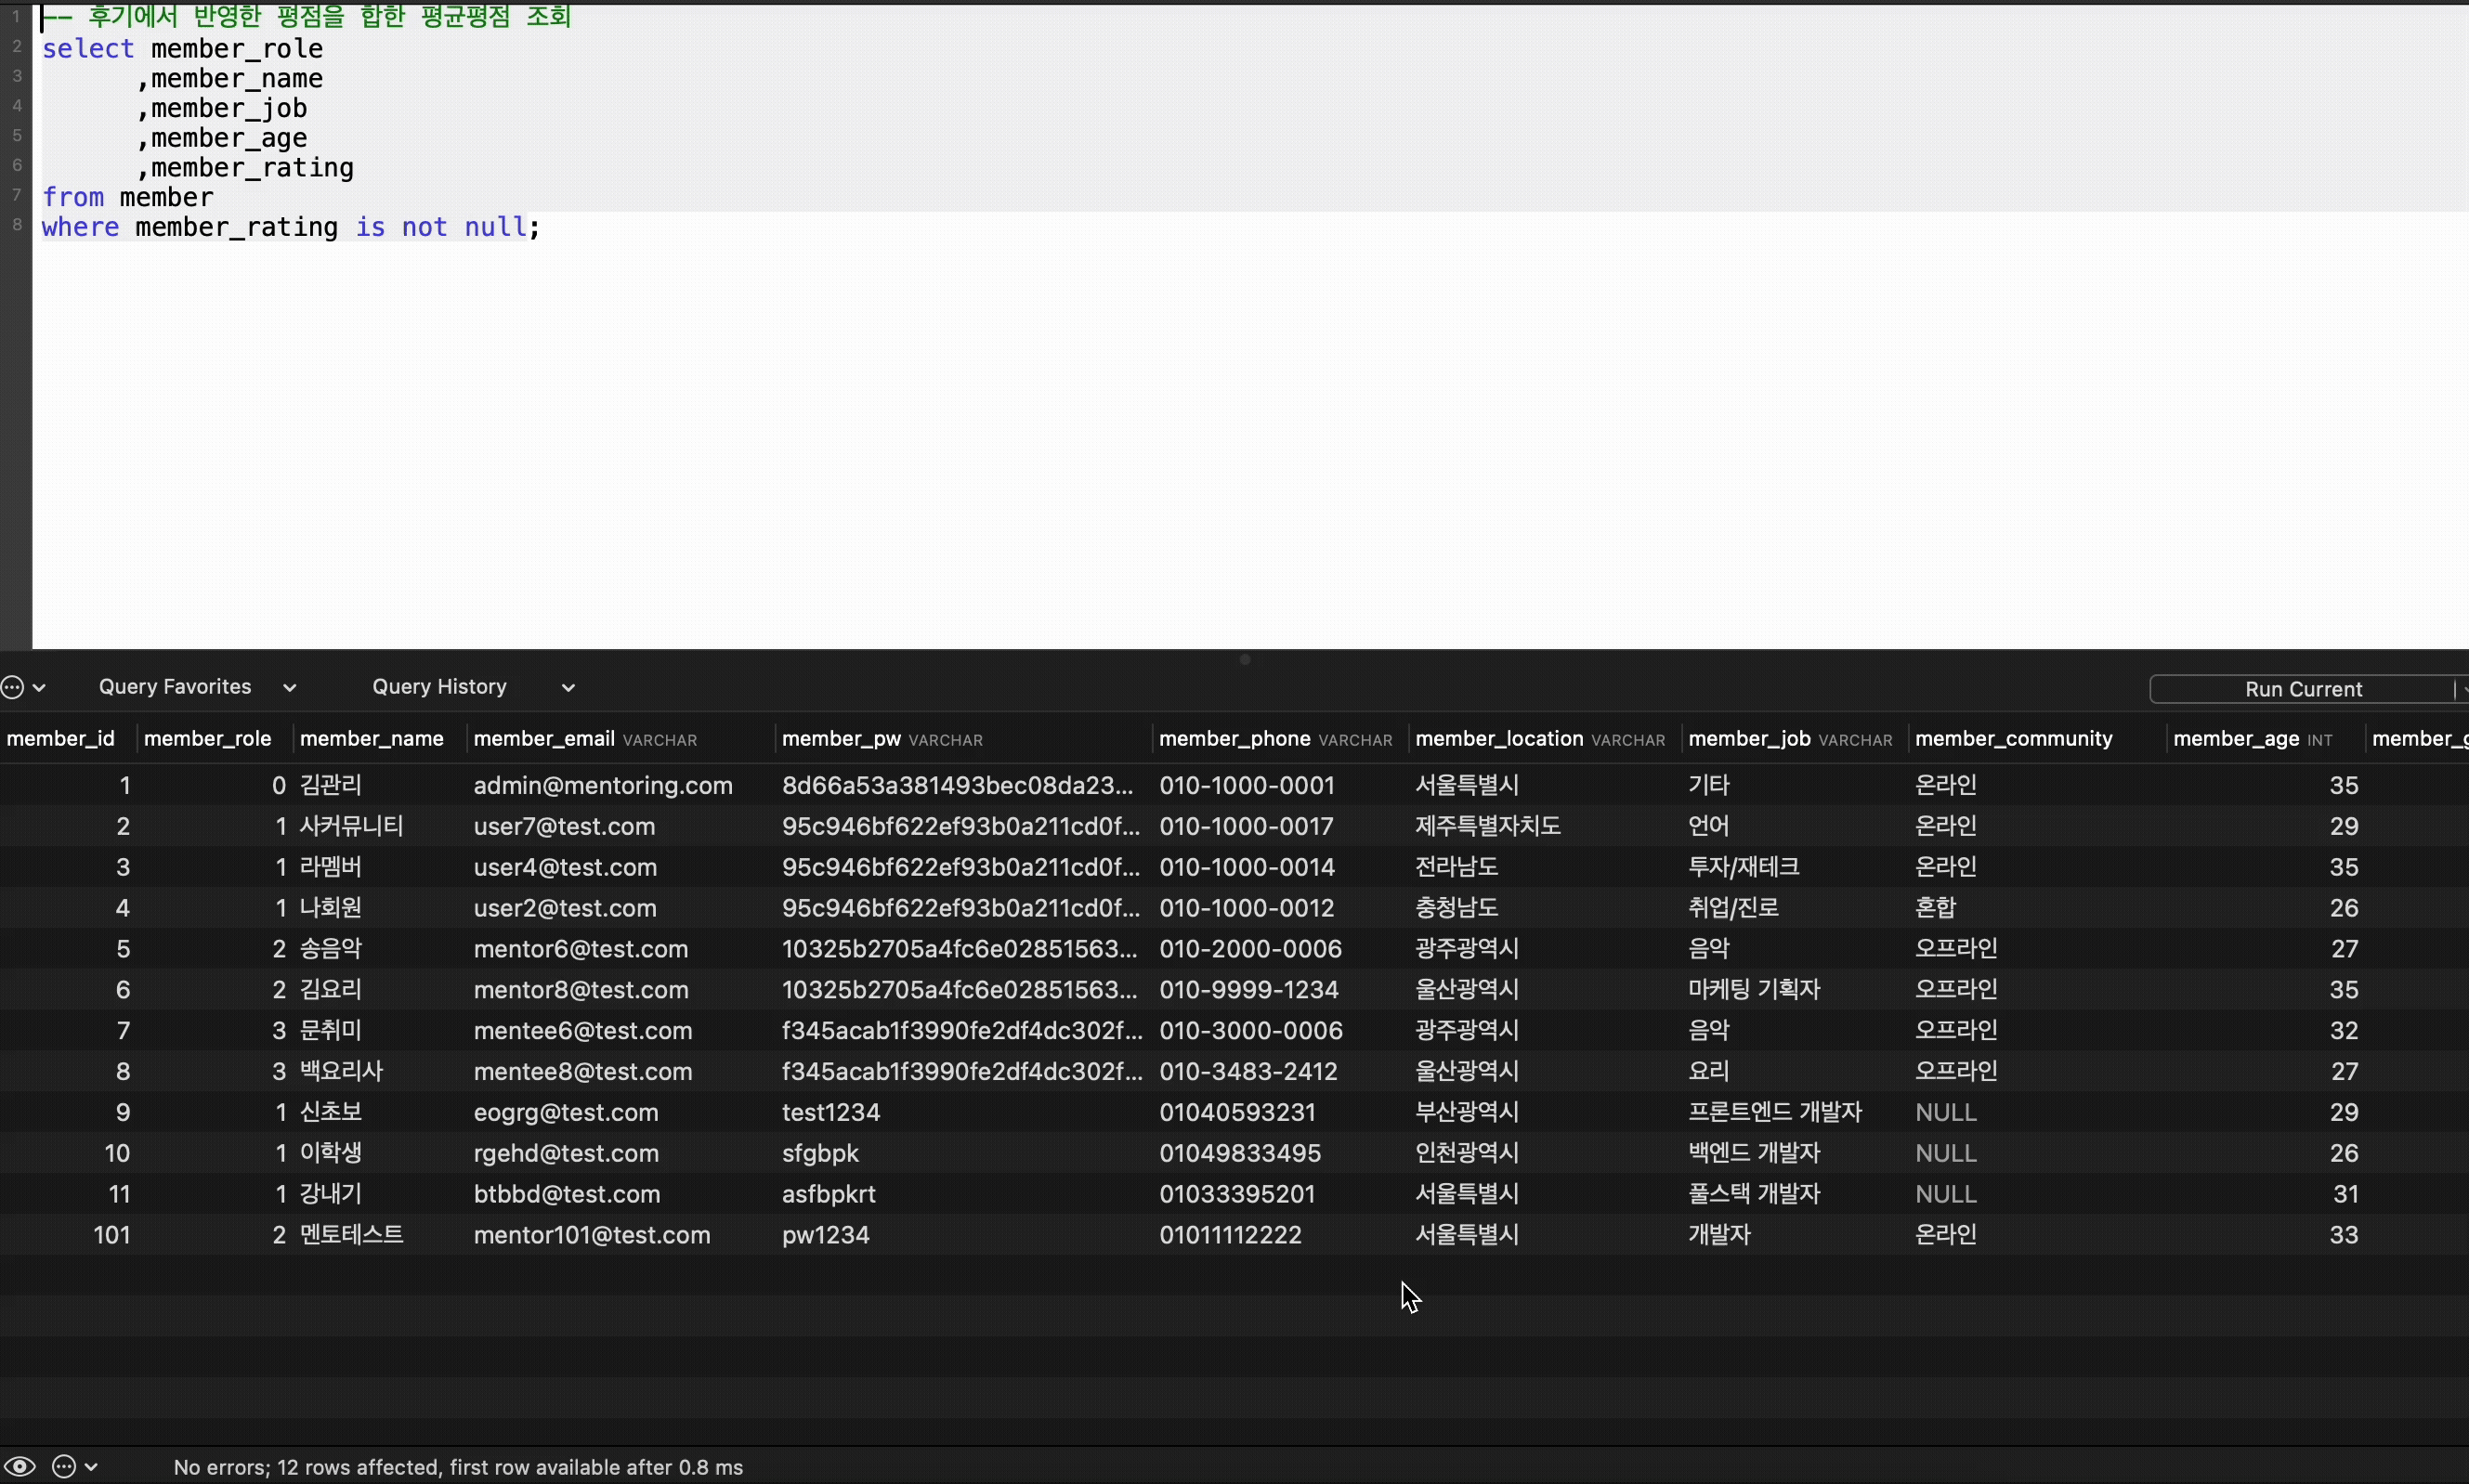 1 -- 후기에서 반영한 평점을 합한 평균평점 조회
2 select member_role
3 ,member_name
4 ,member_job
5 ,member_age
6 ,member_rating
7 from member
8 where member_rating is not null;
Query Favorites Query History Run Current
member_id member_role member_name member_email VARCHAR member_pw VARCHAR member_phone VARCHAR member_location VARCHAR member_job VARCHAR member_community member_age INT member_g
1 0 김관리 admin@mentoring.com 8d66a53a381493bec08da23... 010-1000-0001 서울특별시 기타 온라인 35
2 1 사커뮤니티 user7@test.com 95c946bf622ef93b0a211cd0f... 010-1000-0017 제주특별자치도 언어 온라인 29
3 1 라멤버 user4@test.com 95c946bf622ef93b0a211cd0f... 010-1000-0014 전라남도 투자/재테크 온라인 35
4 1 나회원 user2@test.com 95c946bf622ef93b0a211cd0f... 010-1000-0012 충청남도 취업/진로 혼합 26
5 2 송음악 mentor6@test.com 10325b2705a4fc6e02851563... 010-2000-0006 광주광역시 음악 오프라인 27
6 2 김요리 mentor8@test.com 10325b2705a4fc6e02851563... 010-9999-1234 울산광역시 마케팅 기획자 오프라인 35
7 3 문취미 mentee6@test.com f345acab1f3990fe2df4dc302f... 010-3000-0006 광주광역시 음악 오프라인 32
8 3 백요리사 mentee8@test.com f345acab1f3990fe2df4dc302f... 010-3483-2412 울산광역시 요리 오프라인 27
9 1 신초보 eogrg@test.com test1234 01040593231 부산광역시 프론트엔드 개발자 NULL 29
10 1 이학생 rgehd@test.com sfgbpk 01049833495 인천광역시 백엔드 개발자 NULL 26
11 1 강내기 btbbd@test.com asfbpkrt 01033395201 서울특별시 풀스택 개발자 NULL 31
101 2 멘토테스트 mentor101@test.com pw1234 01011112222 서울특별시 개발자 온라인 33
No errors; 12 rows affected, first row available after 0.8 ms